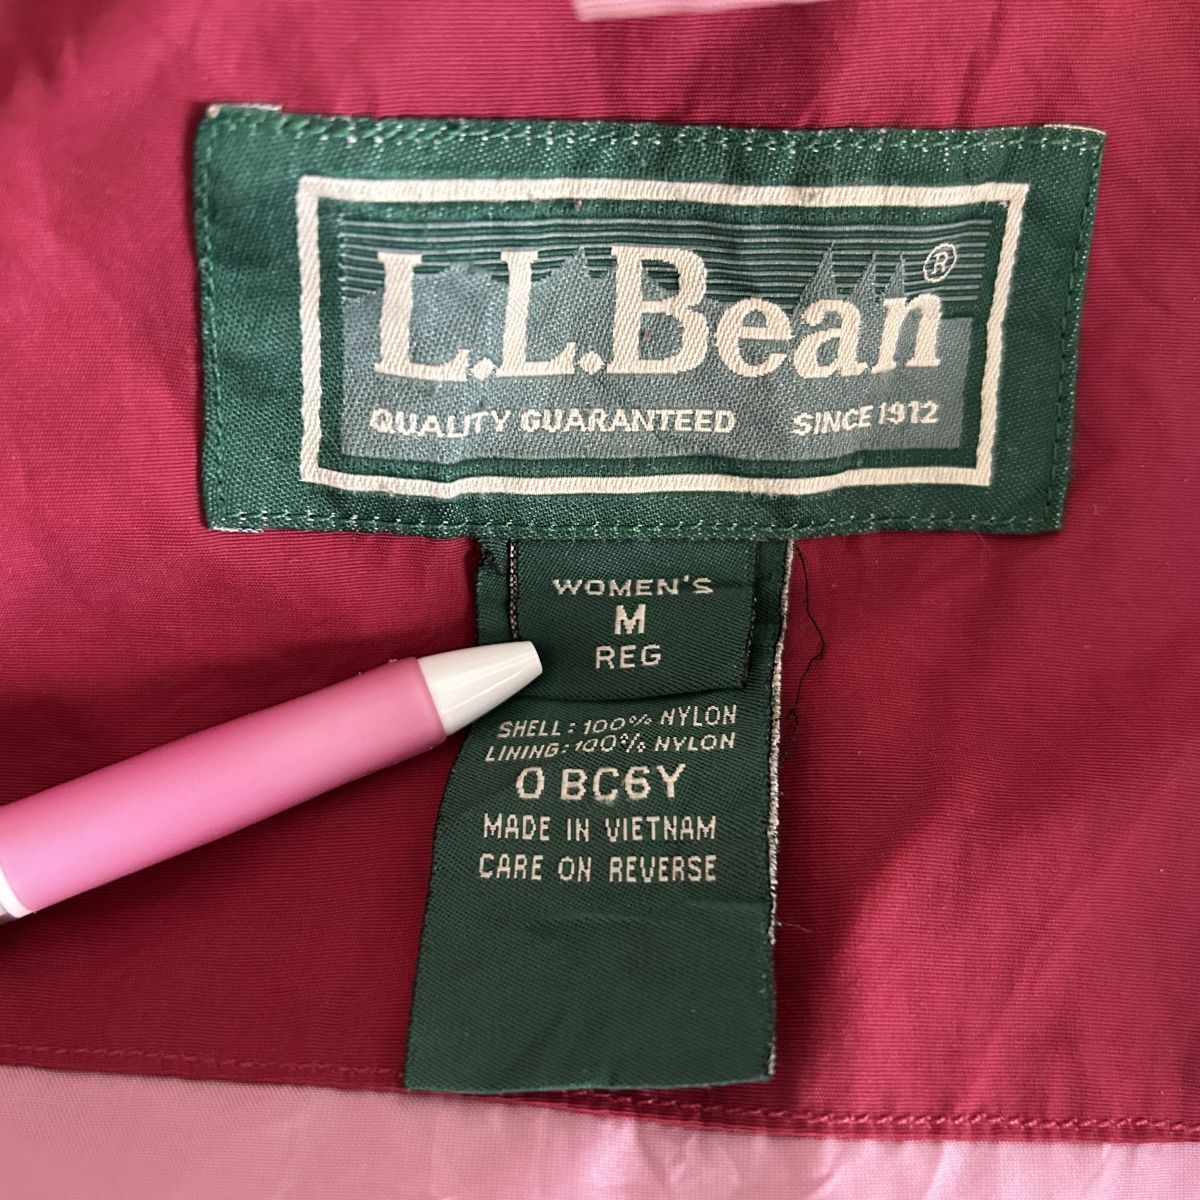 L.L.Bean®
QUALITY GUARANTEED SINCE 1912
WOMEN'S
M
REG
SHELL: 100% NYLON
LINING: 100% NYLON
0 BC6Y
MADE IN VIETNAM
CARE ON REVERSE